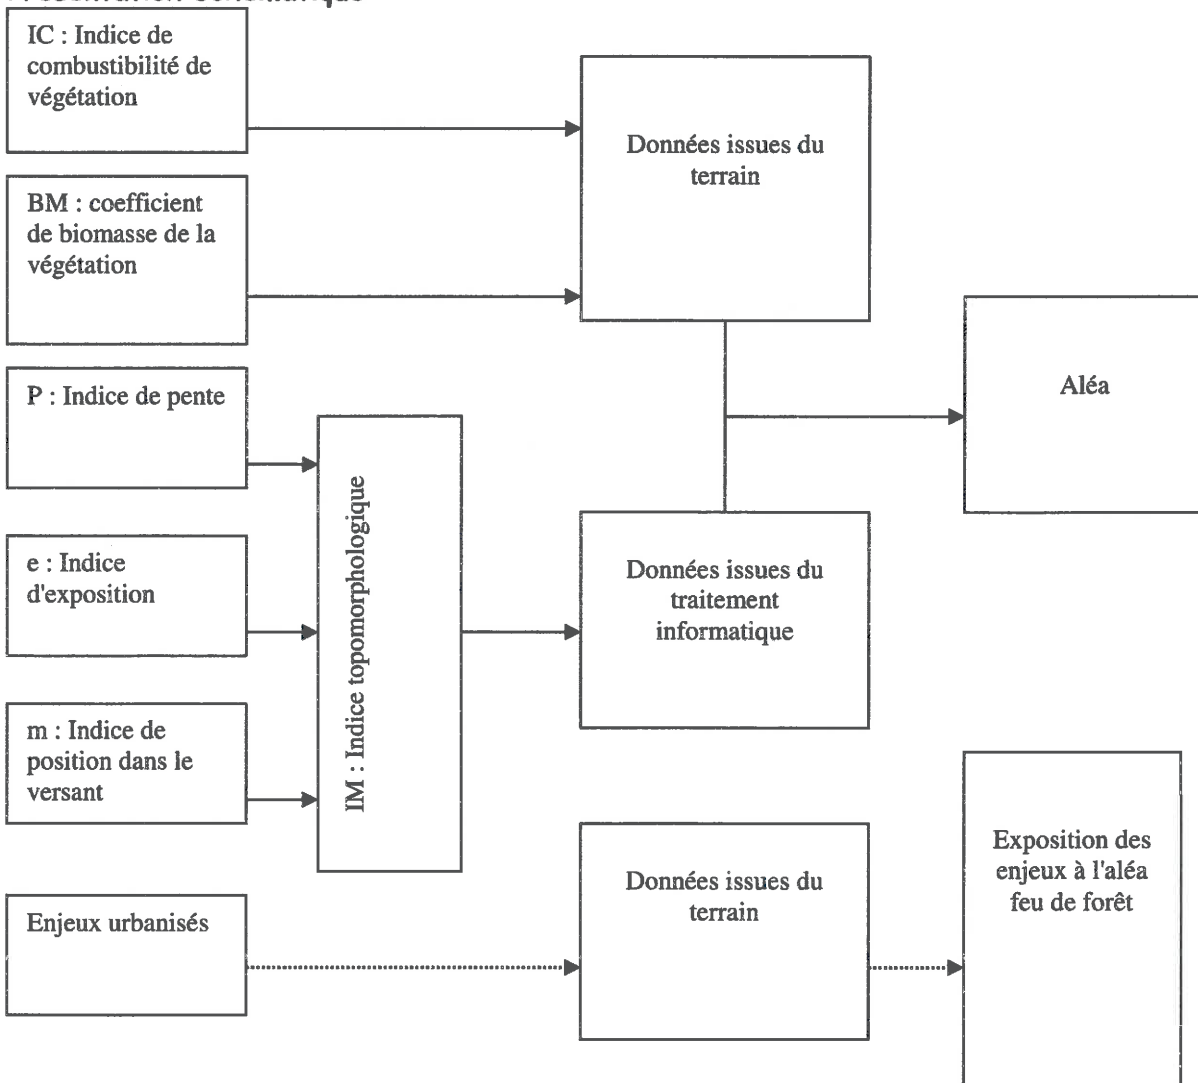 IC : Indice de
combustibilité de
végétation
Données issues du
terrain
BM : coefficient
de biomasse de la
végétation
Aléa
P : Indice de pente
IM : Indice topomorphologique
e : Indice
d'exposition
Données issues du
traitement
informatique
m : Indice de
position dans le
versant
Enjeux urbanisés
Données issues du
terrain
Exposition des
enjeux à l'aléa
feu de forêt